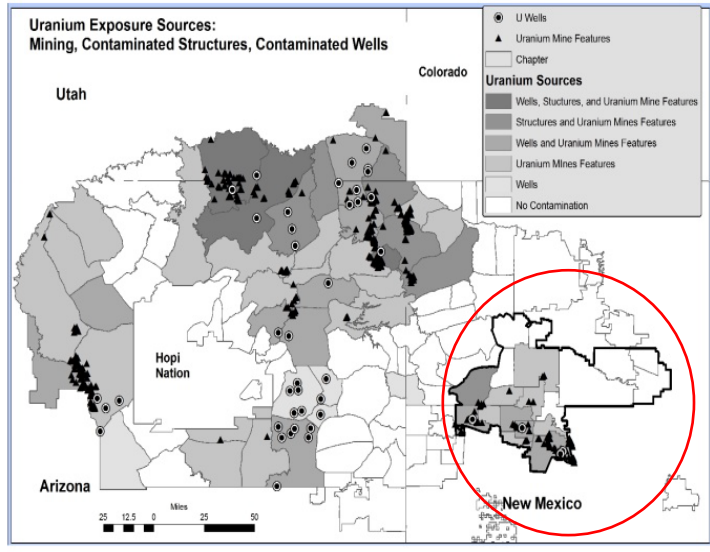 Uranium Exposure Sources:
Mining, Contaminated Structures, Contaminated Wells
Utah
Colorado
U Wells
Uranium Mine Features
Chapter
Uranium Sources
Wells, Stuctures, and Uranium Mine Features
Structures and Uranium Mines Features
Wells and Uranium Mines Features
Uranium MInes Features
Wells
No Contamination
Hopi
Nation
Arizona
New Mexico
Miles
25 12.5 0 25 50